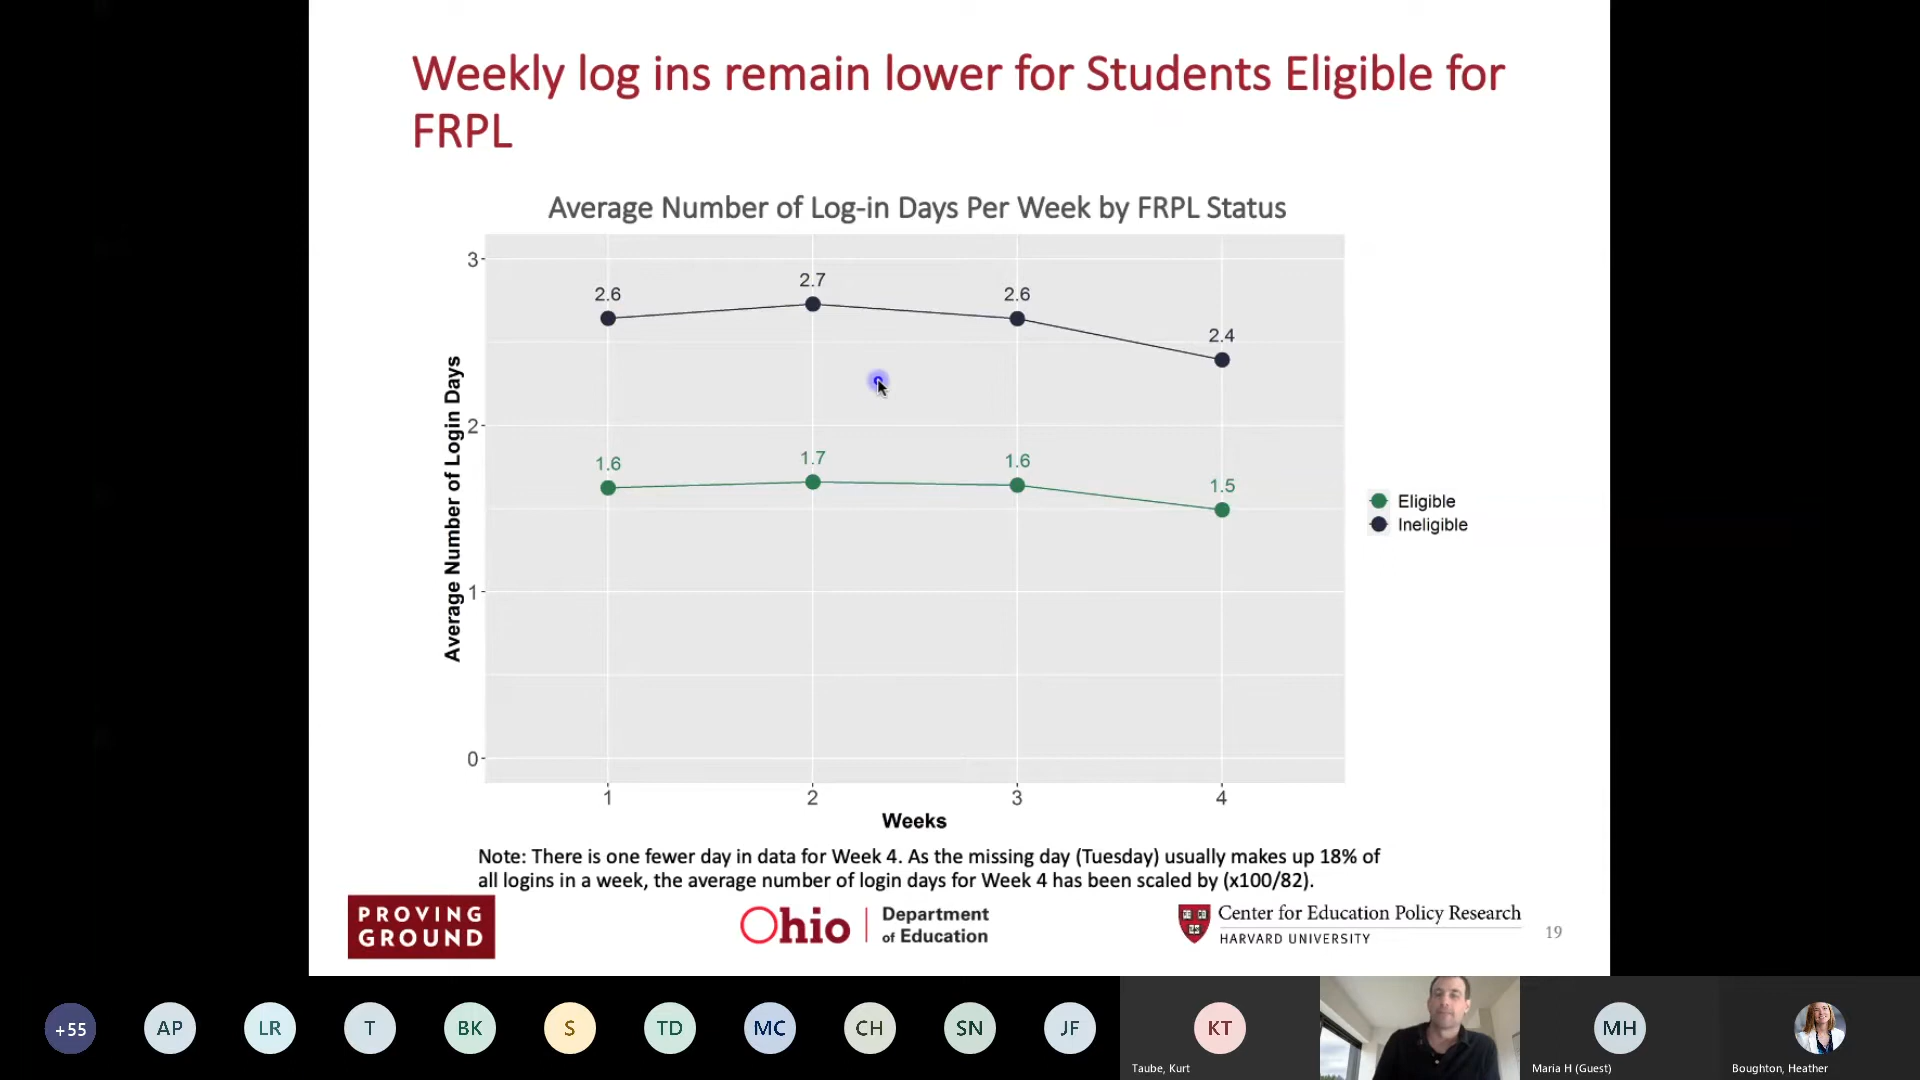 Weekly log ins remain lower for Students Eligible for
FRPL
Average Number of Log-in Days Per Week by FRPL Status
Average Number of Login Days
3
2
1
0
2.6
2.7
2.6
2.4
1.6
1.7
1.6
1.5
Eligible
Ineligible
1
2
3
4
Weeks
Note: There is one fewer day in data for Week 4. As the missing day (Tuesday) usually makes up 18% of
all logins in a week, the average number of login days for Week 4 has been scaled by (x100/82).
PROVING
GROUND
Ohio
Department
of Education
Center for Education Policy Research
HARVARD UNIVERSITY
19
+55
AP
LR
T
BK
S
TD
MC
CH
SN
JF
KT
MH
Taube, Kurt
Maria H (Guest)
Boughton, Heather